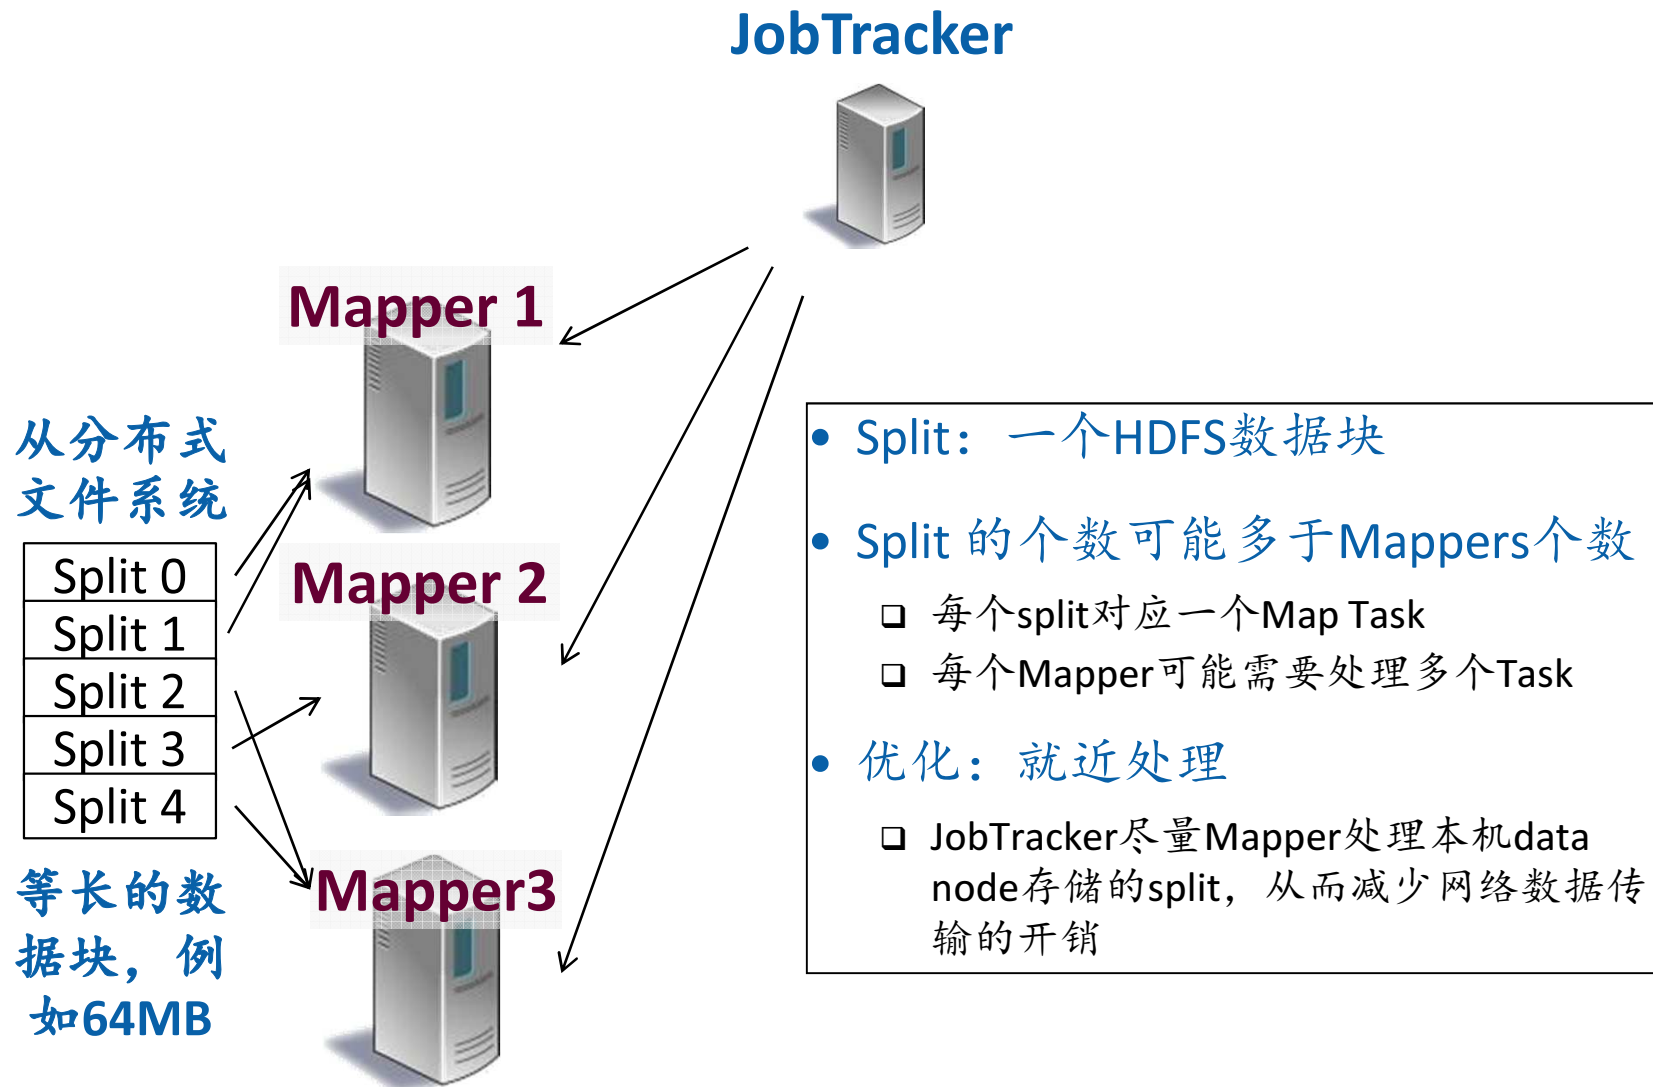 JobTracker
Mapper 1
从分布式
文件系统
Split 0
Split 1
Split 2
Split 3
Split 4
等长的数
据块，例
如64MB
Mapper 2
Mapper3
• Split：一个HDFS数据块
• Split 的个数可能多于Mappers个数
❑ 每个split对应一个Map Task
❑ 每个Mapper可能需要处理多个Task
• 优化：就近处理
❑ JobTracker尽量Mapper处理本机data
node存储的split，从而减少网络数据传
输的开销